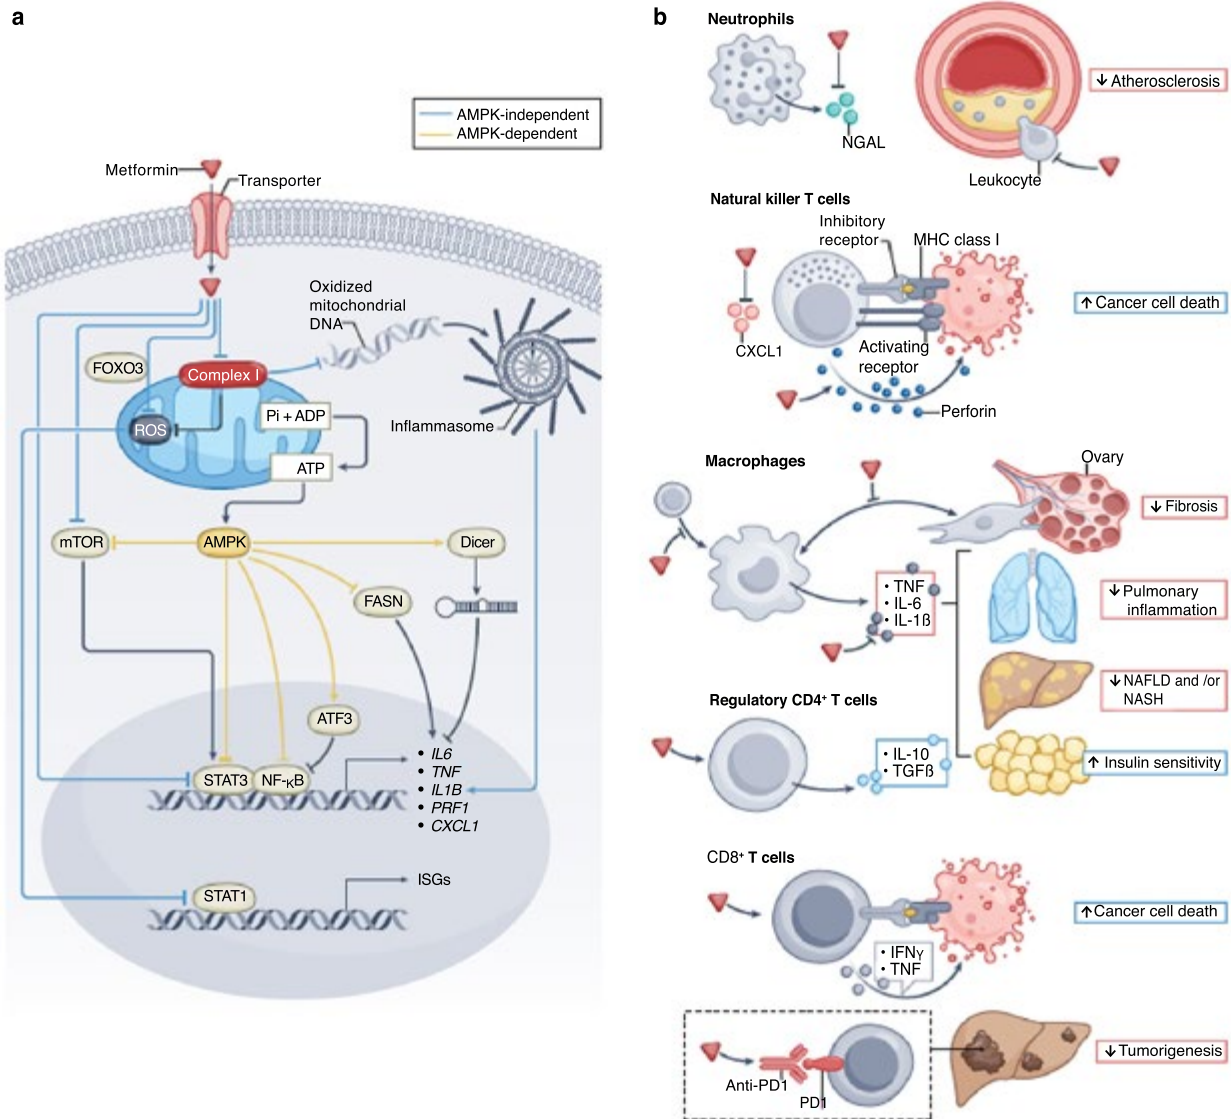 a
AMPK-independent
AMPK-dependent
Metformin
Transporter
Oxidized
mitochondrial
DNA
FOXO3
Complex I
ROS
Pi + ADP
ATP
Inflammasome
mTOR
AMPK
Dicer
FASN
ATF3
STAT3
NF-κB
• IL6
• TNF
• IL1B
• PRF1
• CXCL1
STAT1
ISGs
b
Neutrophils
NGAL
Leukocyte
↓ Atherosclerosis
Natural killer T cells
Inhibitory
receptor
MHC class I
CXCL1
Activating
receptor
Perforin
↑ Cancer cell death
Macrophages
Ovary
↓ Fibrosis
• TNF
• IL-6
• IL-1ß
↓ Pulmonary
inflammation
↓ NAFLD and /or
NASH
Regulatory CD4⁺ T cells
• IL-10
• TGFß
↑ Insulin sensitivity
CD8⁺ T cells
• IFNγ
• TNF
↑ Cancer cell death
Anti-PD1
PD1
↓ Tumorigenesis